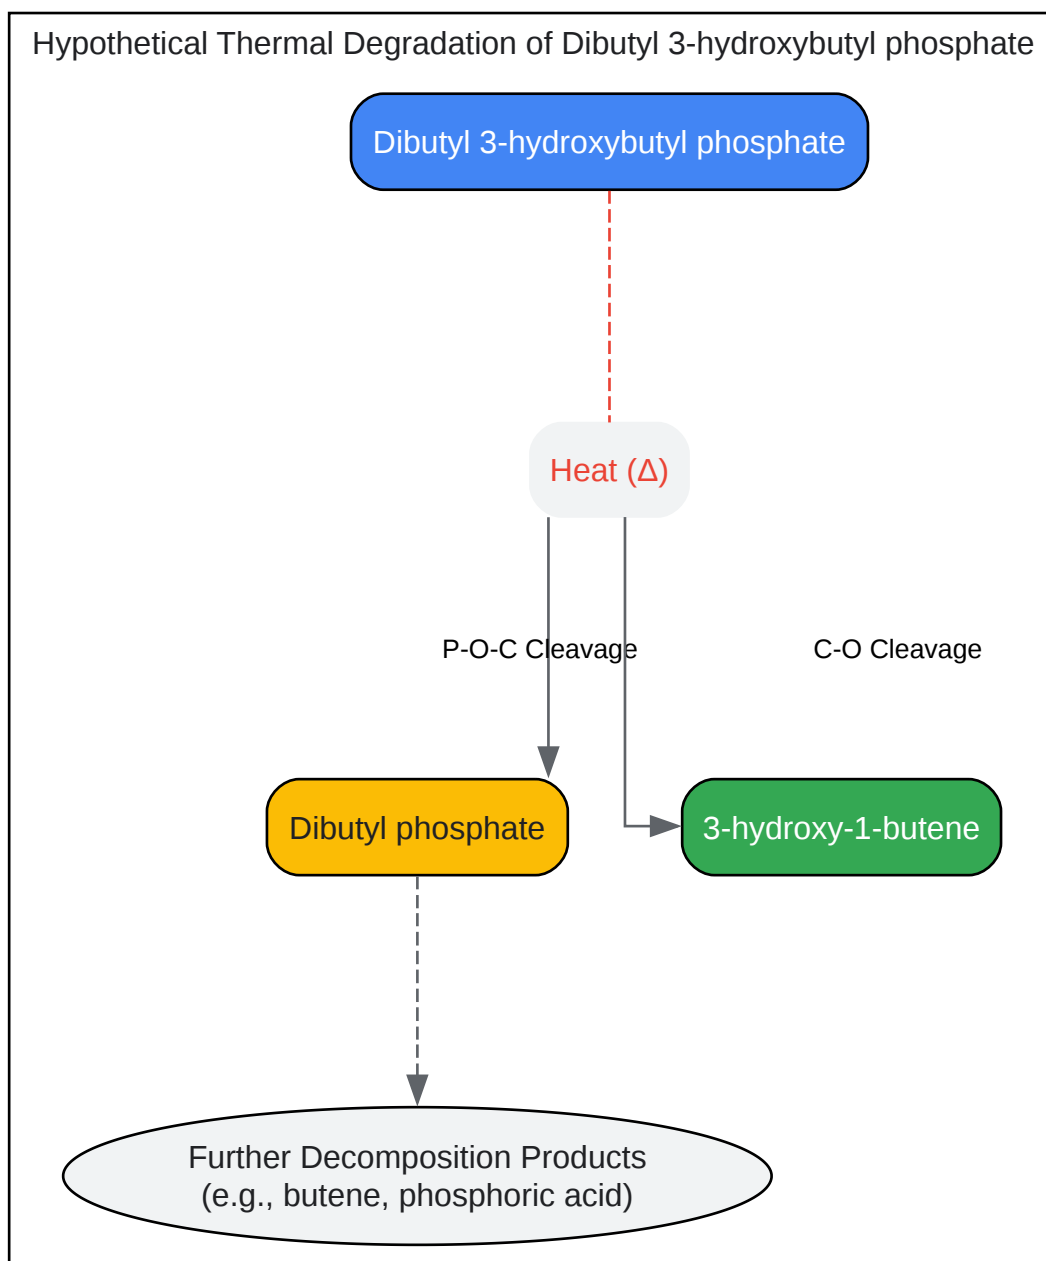 Hypothetical Thermal Degradation of Dibutyl 3-hydroxybutyl phosphate
Dibutyl 3-hydroxybutyl phosphate
Heat (Δ)
P-O-C Cleavage
C-O Cleavage
Dibutyl phosphate
3-hydroxy-1-butene
Further Decomposition Products
(e.g., butene, phosphoric acid)